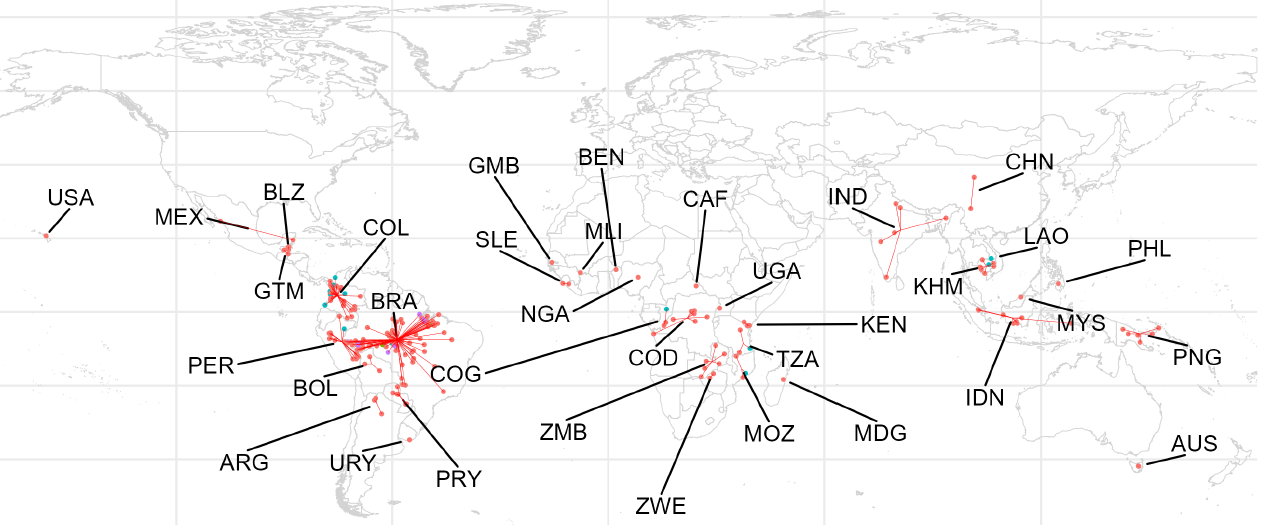 BEN
CHN
GMB
USA
BLZ
CAF
IND
MEX
COL
MLI
SLE
LAO
PHL
UGA
GTM
KHM
BRA
NGA
MYS
KEN
COD
TZA
PNG
PER
COG
BOL
IDN
ZMB
MOZ
MDG
AUS
ARG
URY
PRY
ZWE